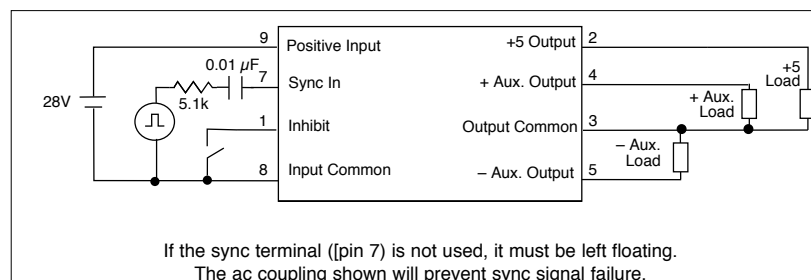 9 Positive Input +5 Output 2
0.01 µF
7 Sync In + Aux. Output 4
+5
Load
28V
5.1k
+ Aux.
Load
1 Inhibit Output Common 3
– Aux.
Load
8 Input Common – Aux. Output 5
If the sync terminal ([pin 7) is not used, it must be left floating.
The ac coupling shown will prevent sync signal failure.